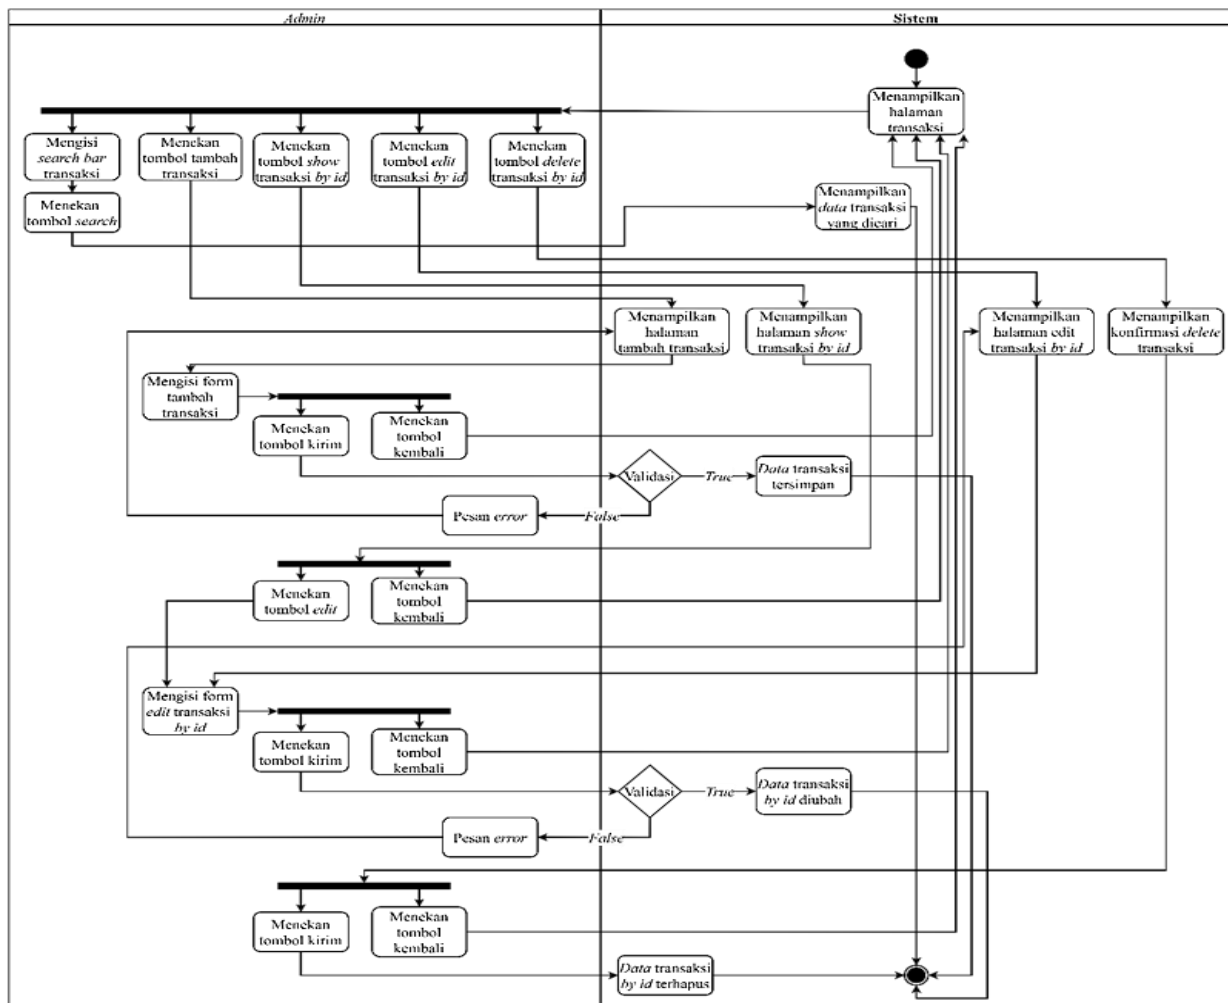 Admin
Sistem
Menampilkan
halaman
transaksi
Mengisi
search bar
transaksi
Menekan
tombol tambah
transaksi
Menekan
tombol show
transaksi by id
Menekan
tombol edit
transaksi by id
Menekan
tombol delete
transaksi by id
Menekan
tombol search
Menampilkan
data transaksi
yang dicari
Menampilkan
halaman
tambah transaksi
Menampilkan
halaman show
transaksi by id
Menampilkan
halaman edit
transaksi by id
Menampilkan
konfirmasi delete
transaksi
Mengisi form
tambah
transaksi
Menekan
tombol kirim
Menekan
tombol
kembali
Validasi
True
Data transaksi
tersimpan
Pesan error
False
Menekan
tombol edit
Menekan
tombol
kembali
Mengisi form
edit transaksi
by id
Menekan
tombol kirim
Menekan
tombol
kembali
Validasi
True
Data transaksi
by id diubah
Pesan error
False
Menekan
tombol kirim
Menekan
tombol
kembali
Data transaksi
by id terhapus